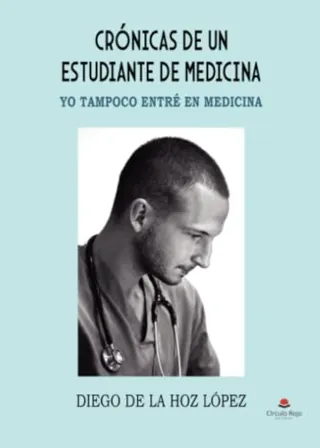 CRÓNICAS DE UN
ESTUDIANTE DE MEDICINA
YO TAMPOCO ENTRÉ EN MEDICINA
DIEGO DE LA HOZ LÓPEZ
Círculo Rojo